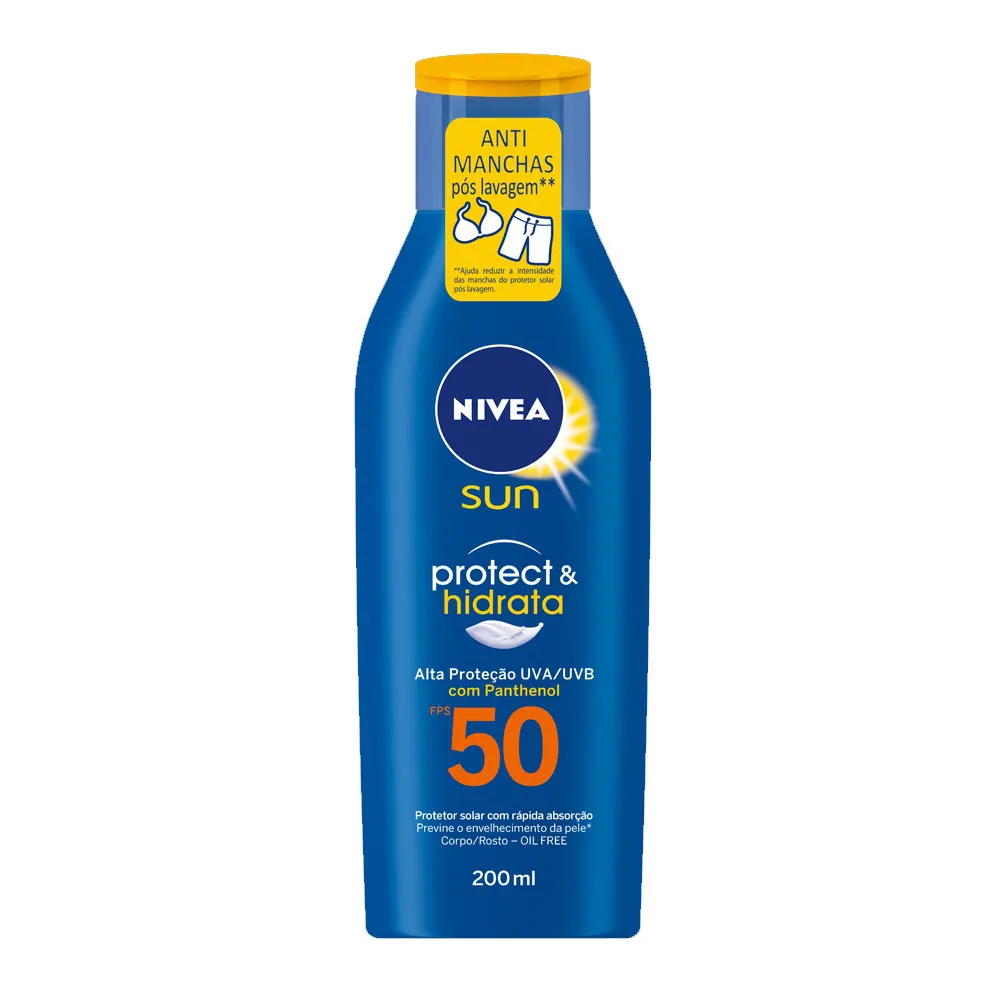 ANTI
MANCHAS
pós lavagem**
**Ajuda reduzir a intensidade
das manchas do protetor solar
pós lavagem.
NIVEA
sun
protect &
hidrata
Alta Proteção UVA/UVB
com Panthenol
FPS 50
Protetor solar com rápida absorção
Previne o envelhecimento da pele*
Corpo/Rosto – OIL FREE
200 ml